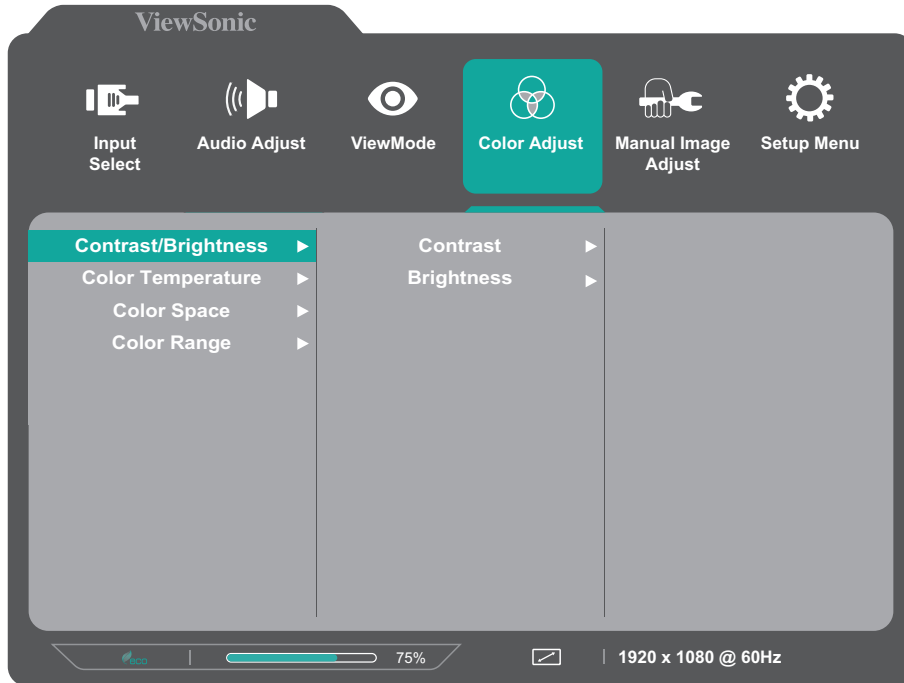 ViewSonic
Input Select
Audio Adjust
ViewMode
Color Adjust
Manual Image Adjust
Setup Menu
Contrast/Brightness
Color Temperature
Color Space
Color Range
Contrast
Brightness
eco
75%
1920 x 1080 @ 60Hz